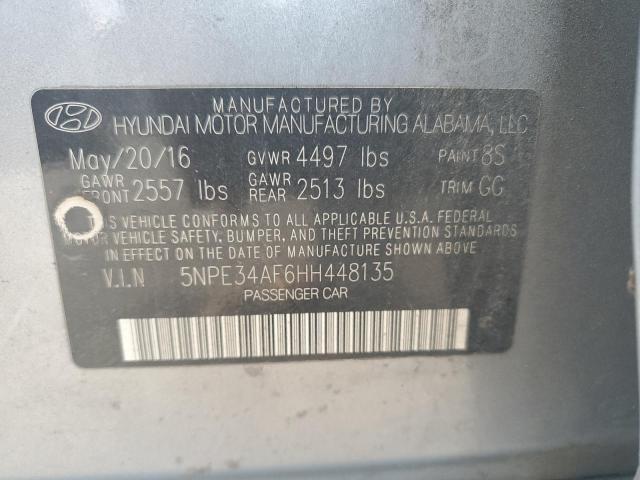 MANUFACTURED BY
HYUNDAI MOTOR MANUFACTURING ALABAMA, LLC
May/20/16 GVWR 4497 lbs PAINT 8S
GAWR FRONT 2557 lbs GAWR REAR 2513 lbs TRIM GG
THIS VEHICLE CONFORMS TO ALL APPLICABLE U.S.A. FEDERAL
MOTOR VEHICLE SAFETY, BUMPER, AND THEFT PREVENTION
STANDARDS IN EFFECT ON THE DATE OF MANUFACTURE SHOWN ABOVE
V.I.N 5NPE34AF6HH448135
PASSENGER CAR